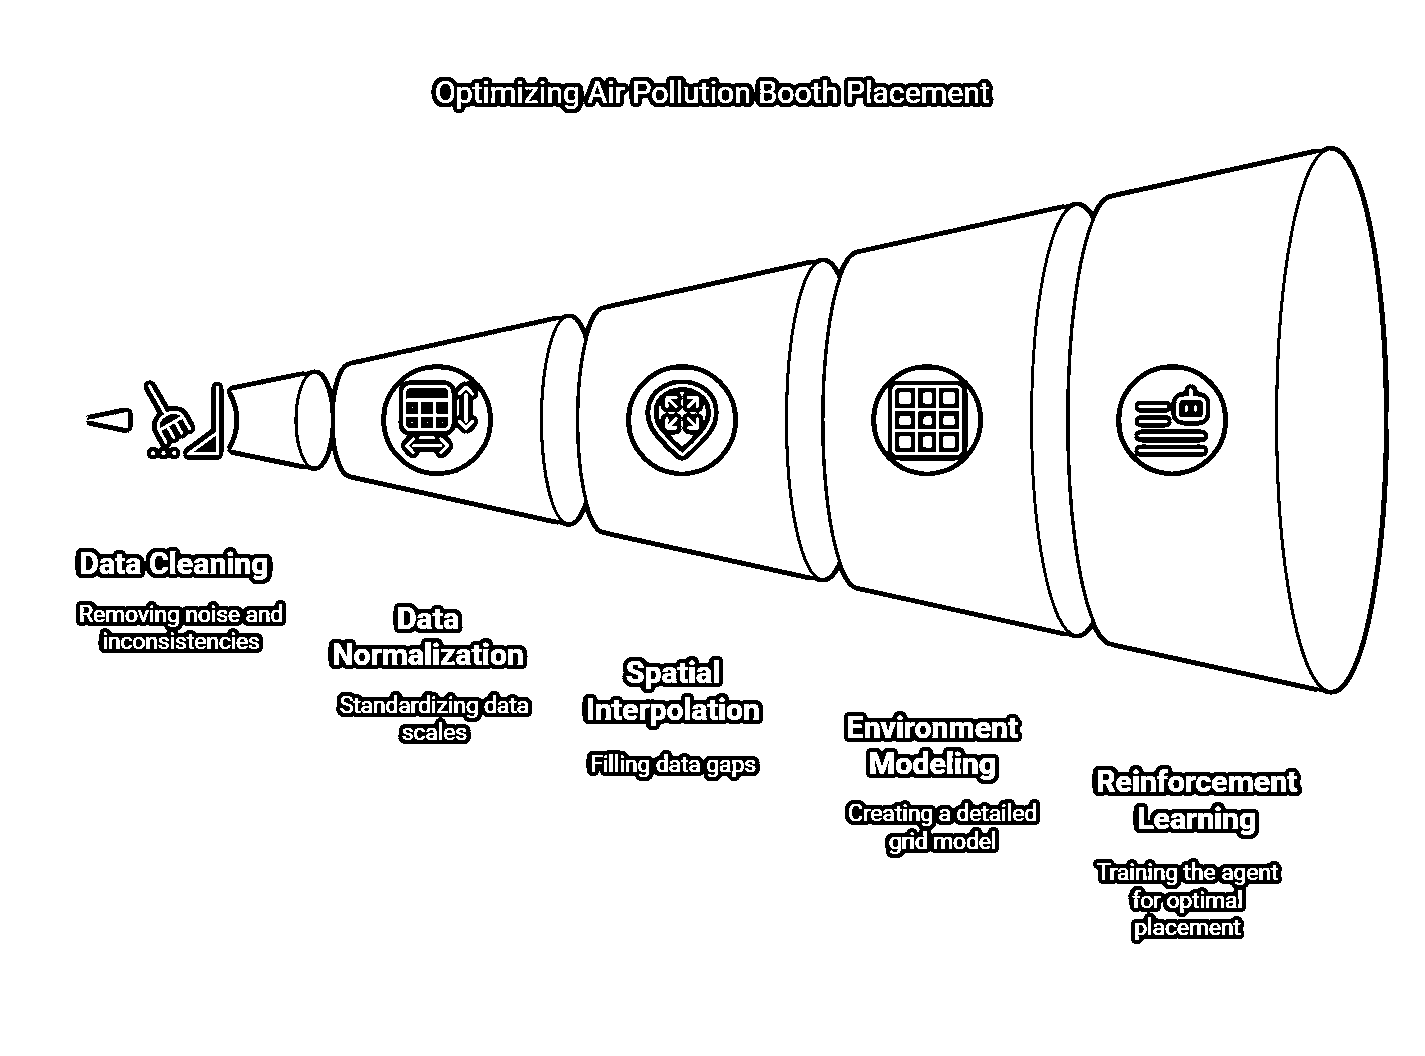 Optimizing Air Pollution Booth Placement
Data Cleaning
Removing noise and
inconsistencies
Data
Normalization
Standardizing data
scales
Spatial
Interpolation
Filling data gaps
Environment
Modeling
Creating a detailed
grid model
Reinforcement
Learning
Training the agent
for optimal
placement